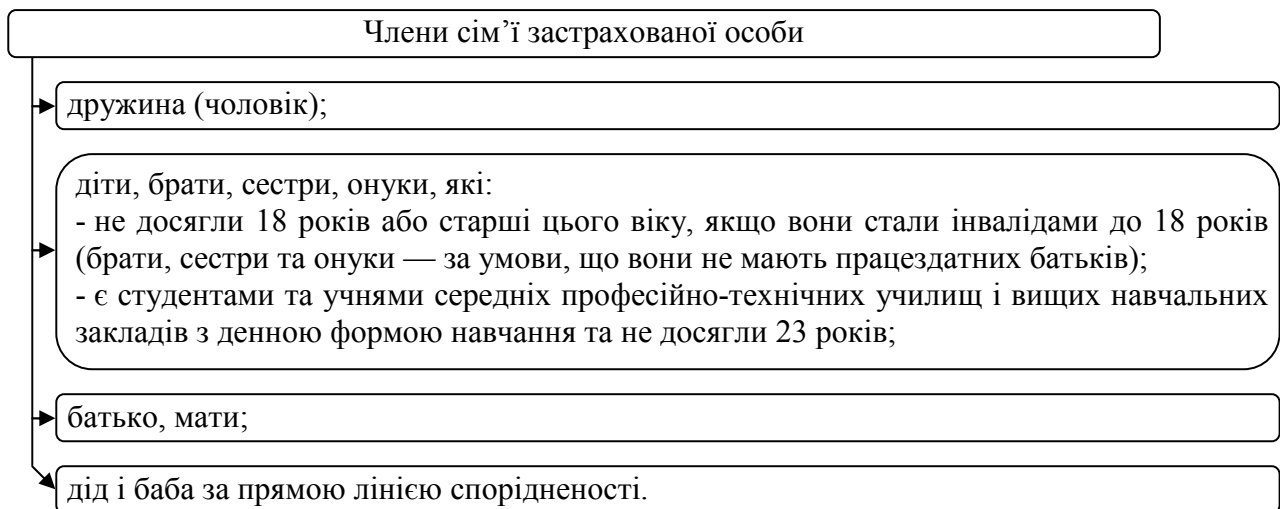 Члени сім’ї застрахованої особи
дружина (чоловік);
діти, брати, сестри, онуки, які:
- не досягли 18 років або старші цього віку, якщо вони стали інвалідами до 18 років
(брати, сестри та онуки — за умови, що вони не мають працездатних батьків);
- є студентами та учнями середніх професійно-технічних училищ і вищих навчальних
закладів з денною формою навчання та не досягли 23 років;
батько, мати;
дід і баба за прямою лінією спорідненості.